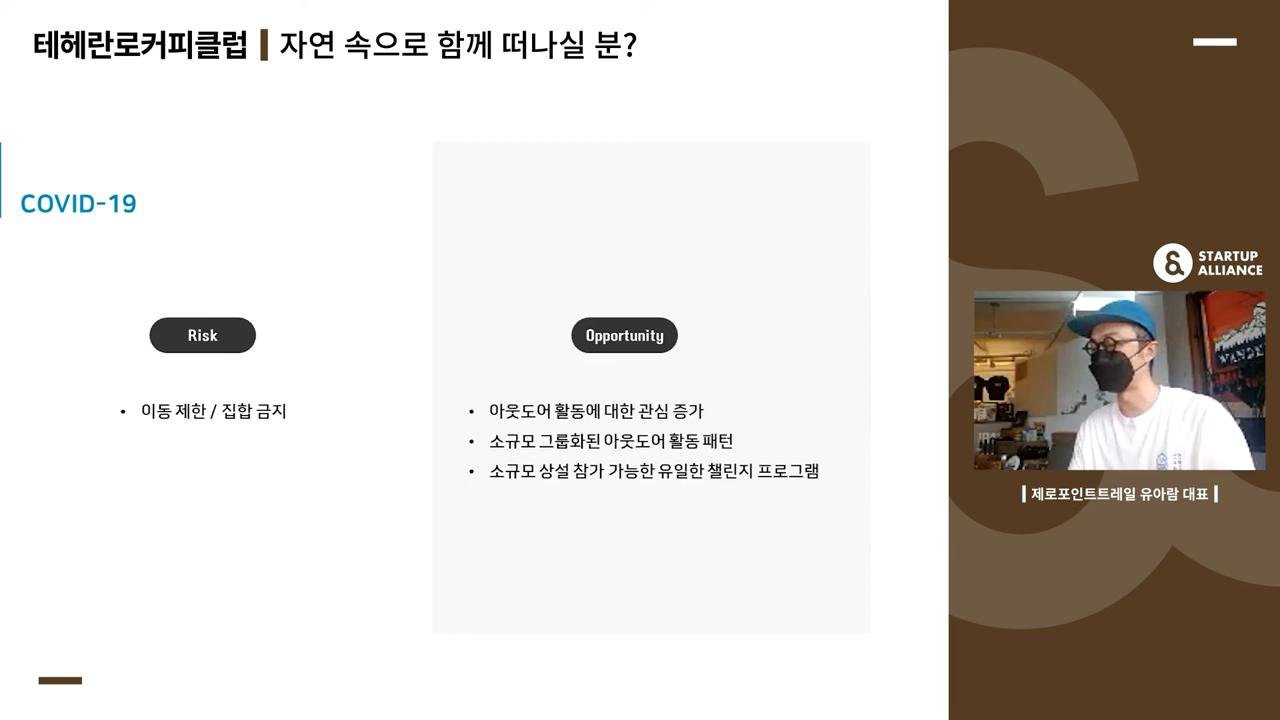 테헤란로커피클럽 | 자연 속으로 함께 떠나실 분?
COVID-19
Risk
• 이동 제한 / 집합 금지
Opportunity
• 아웃도어 활동에 대한 관심 증가
• 소규모 그룹화된 아웃도어 활동 패턴
• 소규모 상설 참가 가능한 유일한 챌린지 프로그램
STARTUP
ALLIANCE
| 제로포인트트레일 유아람 대표 |